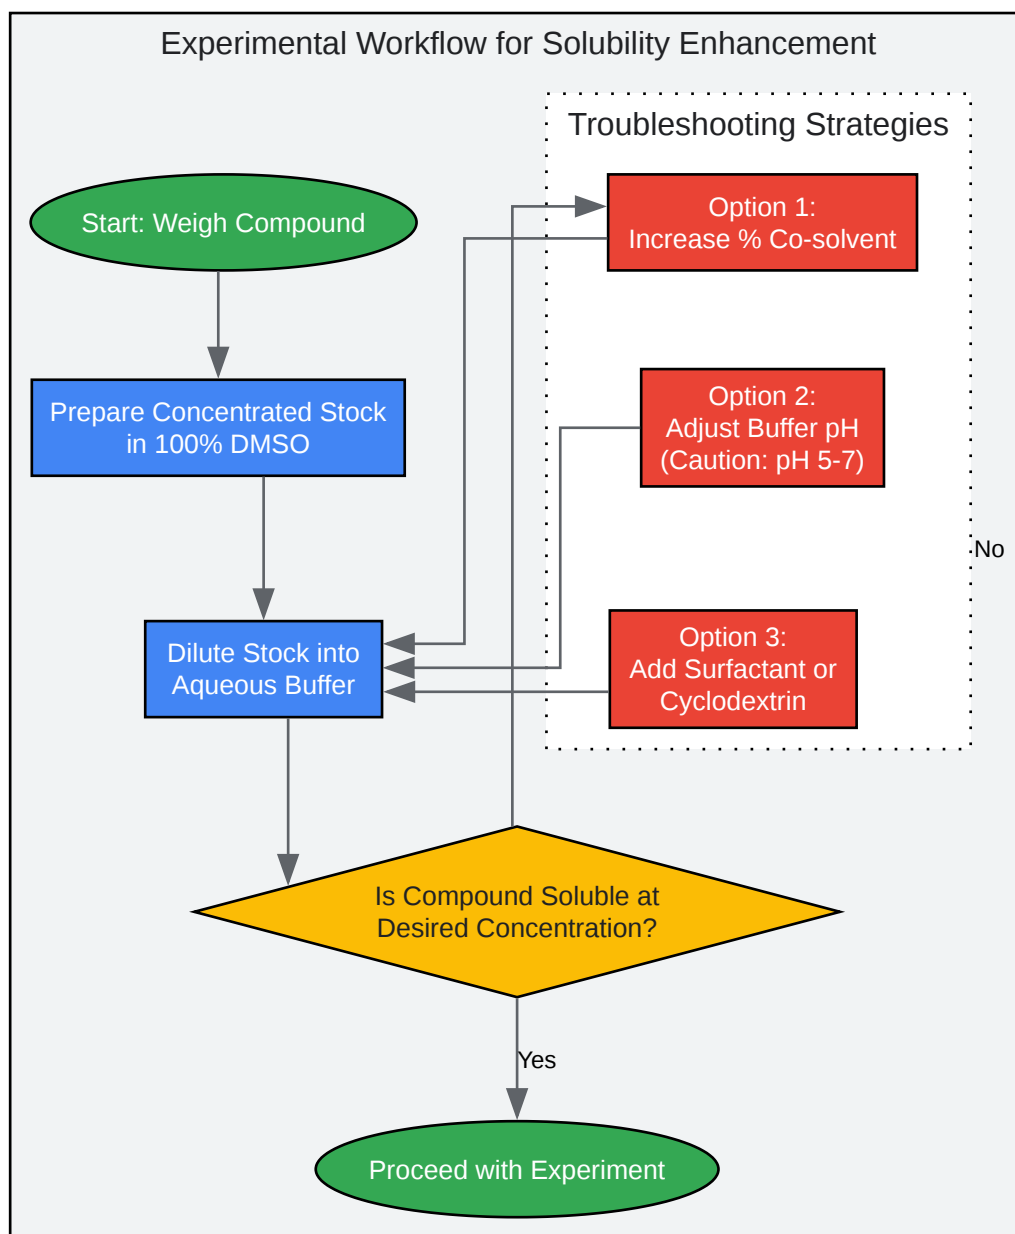 Experimental Workflow for Solubility Enhancement
Troubleshooting Strategies
Start: Weigh Compound
Option 1:
Increase % Co-solvent
Prepare Concentrated Stock
in 100% DMSO
Option 2:
Adjust Buffer pH
(Caution: pH 5-7)
No
Dilute Stock into
Aqueous Buffer
Option 3:
Add Surfactant or
Cyclodextrin
Is Compound Soluble at
Desired Concentration?
Yes
Proceed with Experiment